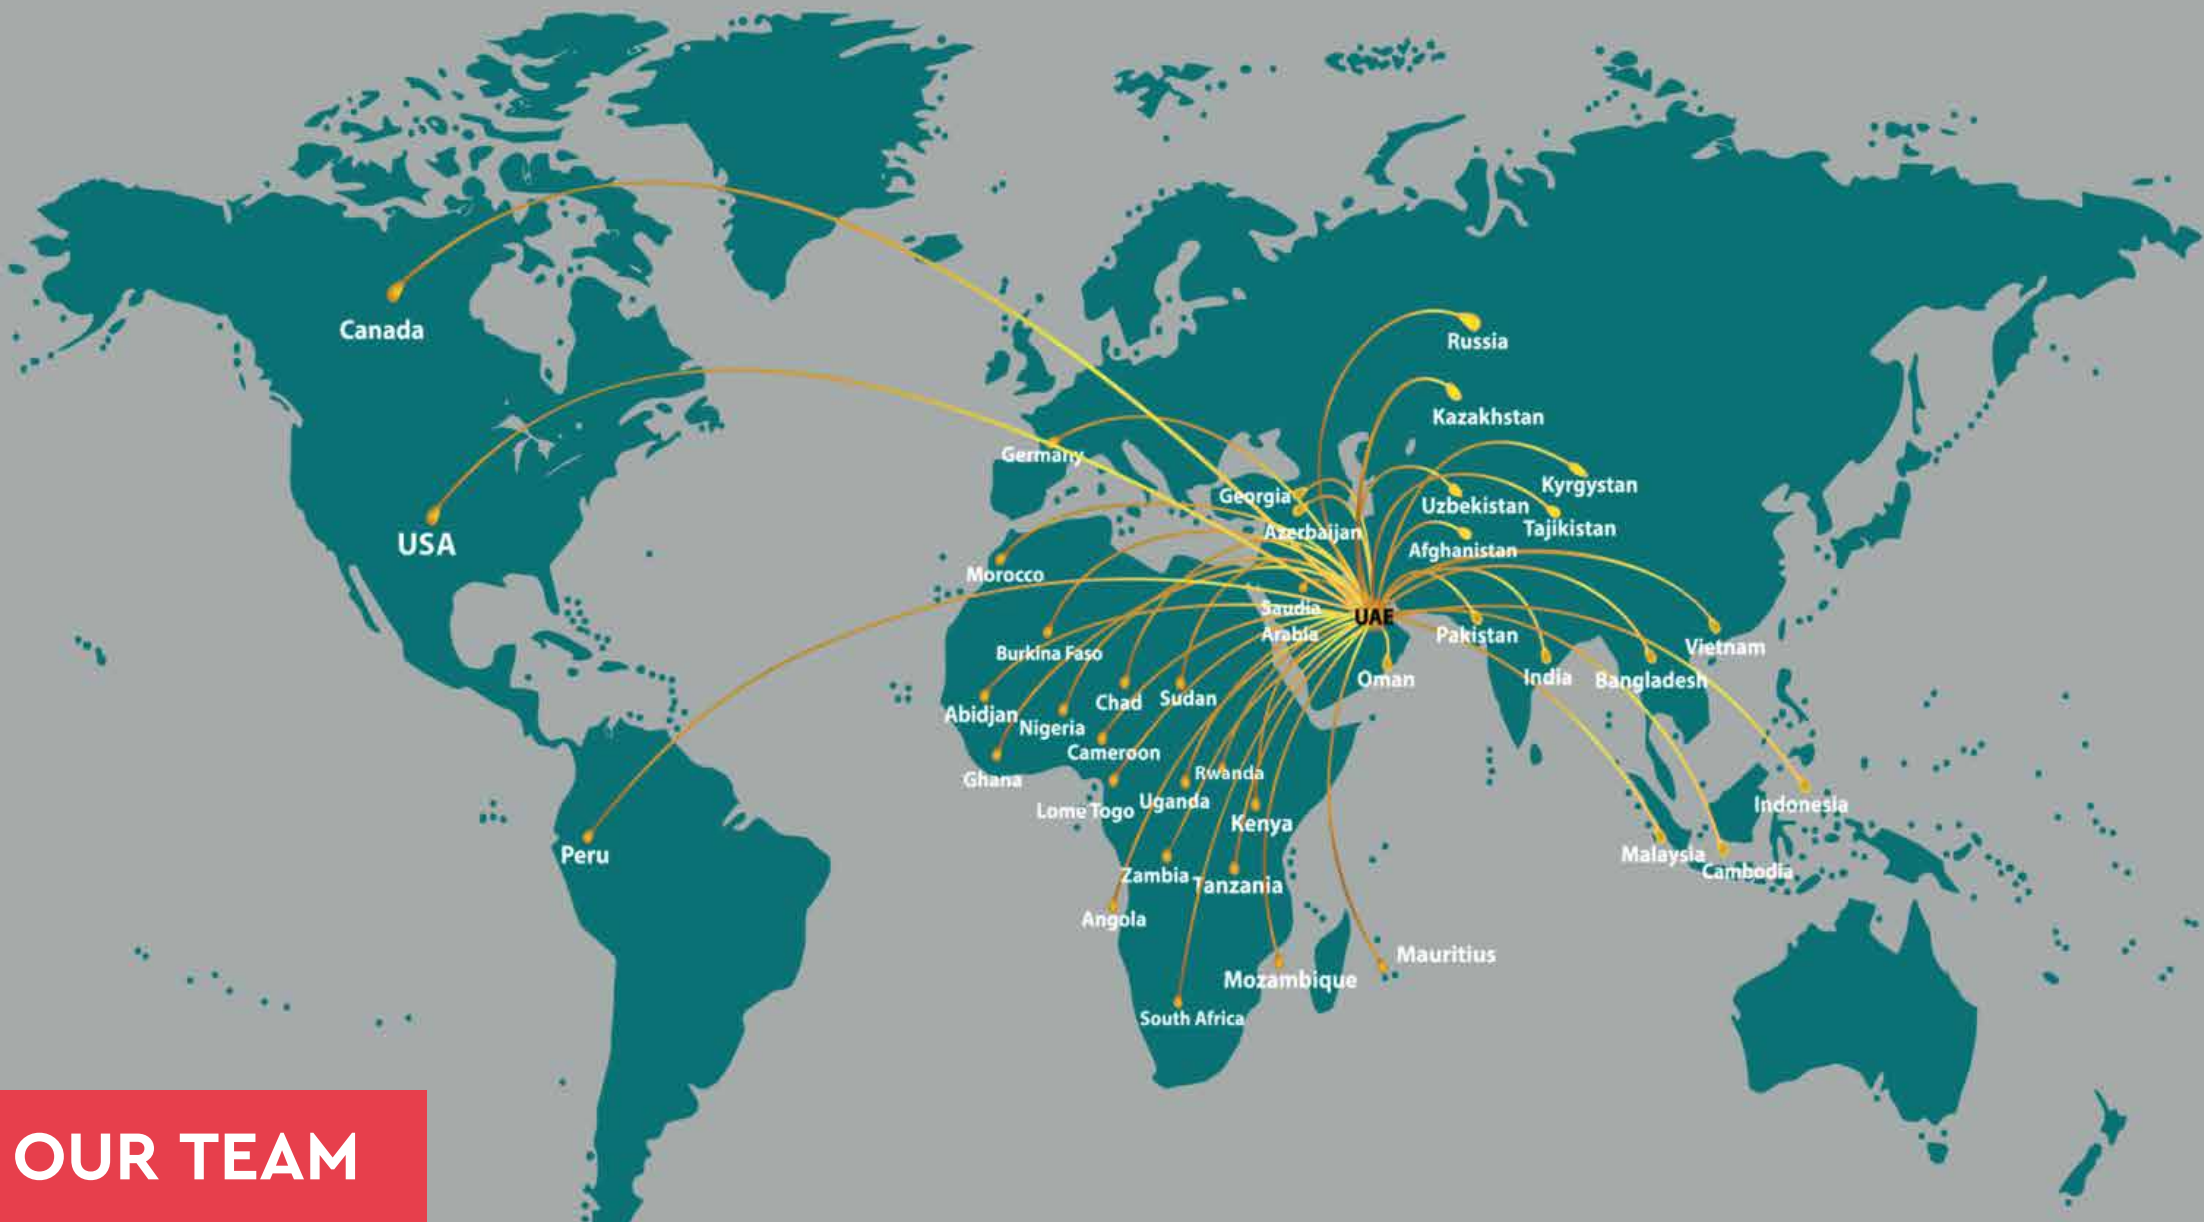 Canada
Russia
Kazakhstan
Germany
Kyrgystan
Georgia
Uzbekistan
Azerbaijan
Tajikistan
USA
Afghanistan
Morocco
Saudia
Arabia
UAE
Pakistan
Vietnam
Burkina Faso
Oman
India
Bangladesh
Chad
Sudan
Abidjan
Nigeria
Cameroon
Ghana
Rwanda
Lome Togo
Uganda
Kenya
Indonesia
Peru
Malaysia
Cambodia
Zambia
Tanzania
Angola
Mauritius
Mozambique
South Africa
OUR TEAM